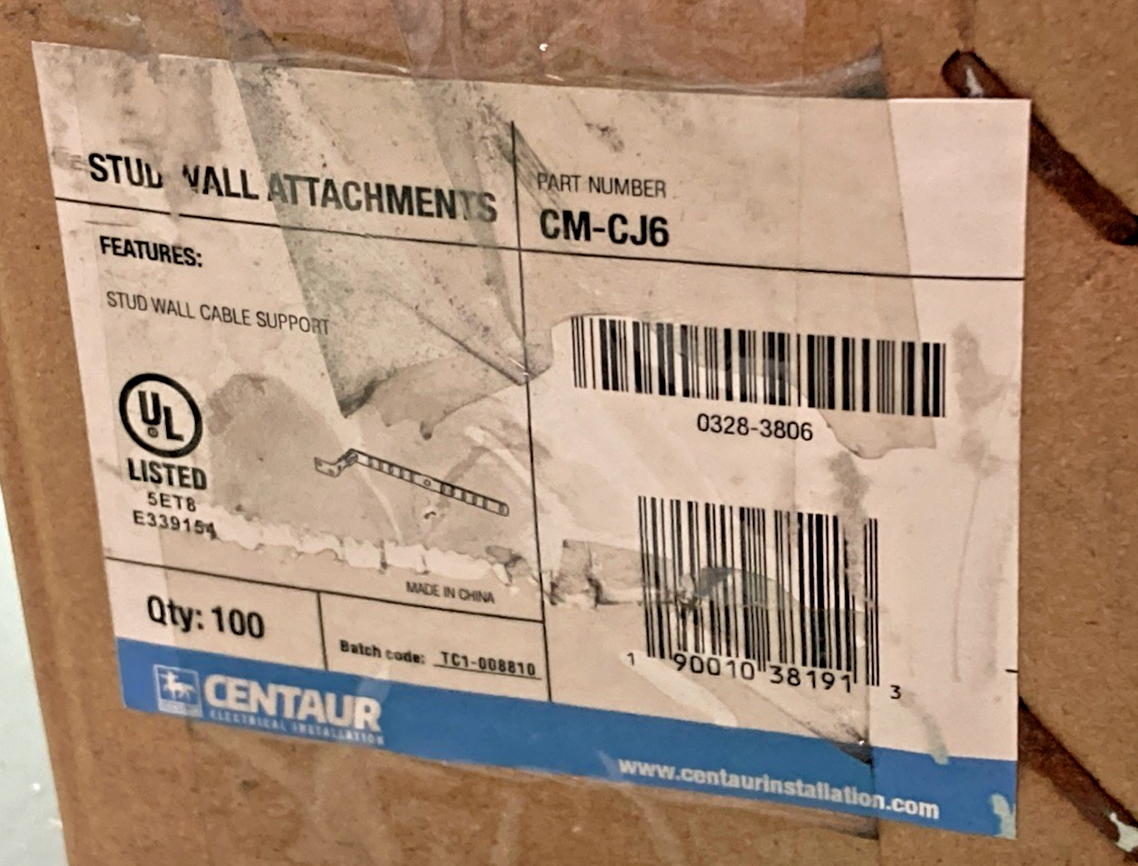 STUD WALL ATTACHMENTS
PART NUMBER
CM-CJ6
FEATURES:
STUD WALL CABLE SUPPORT
UL
LISTED
5ET8
E339154
0328-3806
MADE IN CHINA
Qty: 100
Batch code: TC1-008810
1 90010 38191 3
CENTAUR
ELECTRICAL INSTALLATION
www.centaurinstallation.com